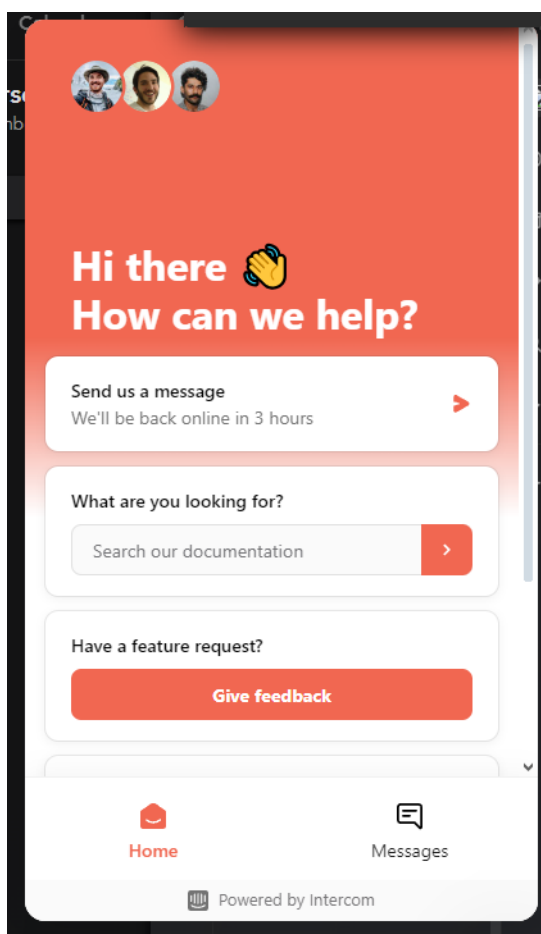 Hi there 👋
How can we help?
Send us a message
We'll be back online in 3 hours
What are you looking for?
Search our documentation
Have a feature request?
Give feedback
Home
Messages
Powered by Intercom